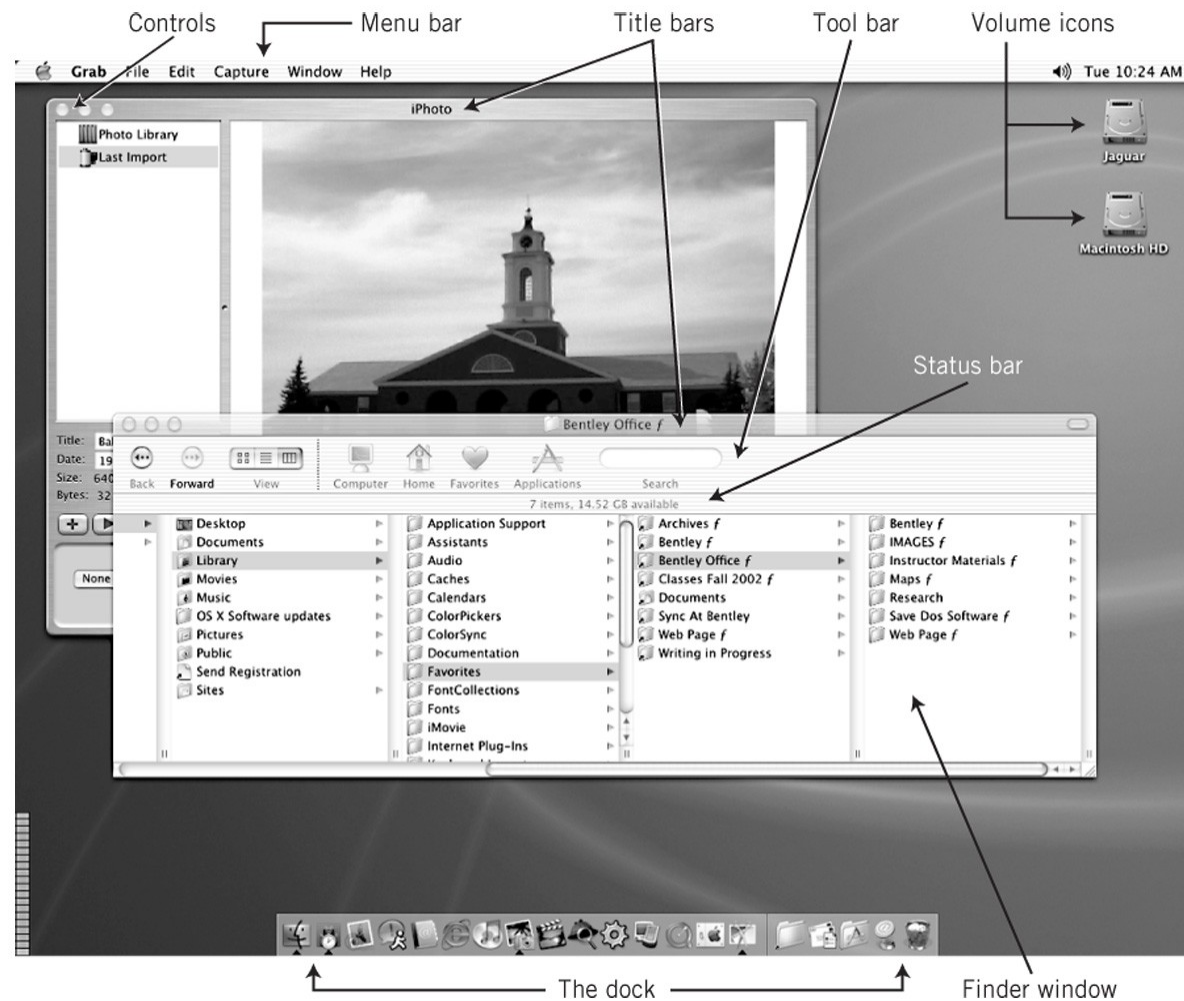 Controls
Menu bar
Title bars
Tool bar
Volume icons
Grab File Edit Capture Window Help
Tue 10:24 AM
iPhoto
Photo Library
Last Import
Jaguar
Macintosh HD
Status bar
Bentley Office ƒ
Title: Ba
Date: 19
Size: 640
Bytes: 32
None
Back Forward View Computer Home Favorites Applications Search
7 items, 14.52 GB available
Desktop
Documents
Library
Movies
Music
OS X Software updates
Pictures
Public
Send Registration
Sites
Application Support
Assistants
Audio
Caches
Calendars
ColorPickers
ColorSync
Documentation
Favorites
FontCollections
Fonts
iMovie
Internet Plug-Ins
Archives ƒ
Bentley ƒ
Bentley Office ƒ
Classes Fall 2002 ƒ
Documents
Sync At Bentley
Web Page ƒ
Writing in Progress
Bentley ƒ
IMAGES ƒ
Instructor Materials ƒ
Maps ƒ
Research
Save Dos Software ƒ
Web Page ƒ
The dock
Finder window